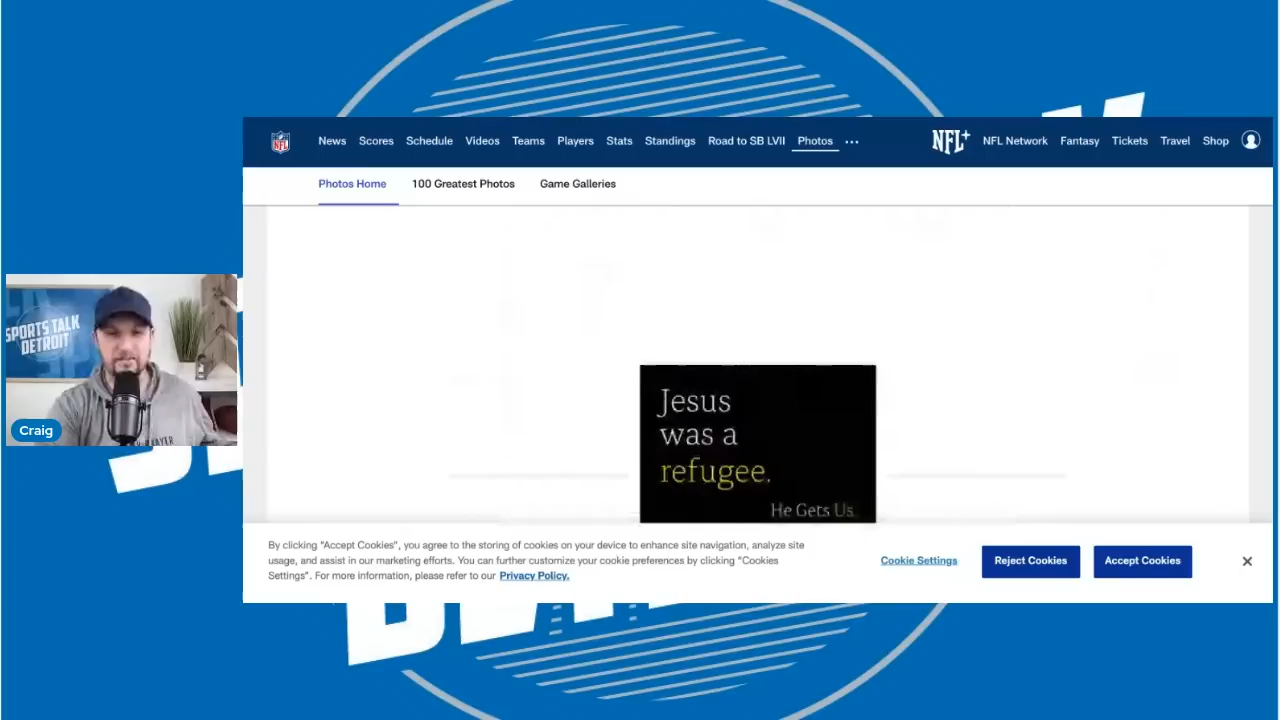 NFL
News Scores Schedule Videos Teams Players Stats Standings Road to SB LVII Photos ...
NFL+ NFL Network Fantasy Tickets Travel Shop
Photos Home 100 Greatest Photos Game Galleries
SPORTS TALK
DETROIT
Craig
Jesus
was a
refugee.
He Gets Us.
By clicking "Accept Cookies", you agree to the storing of cookies on your device to enhance site navigation, analyze site
usage, and assist in our marketing efforts. You can further customize your cookie preferences by clicking "Cookies
Settings". For more information, please refer to our Privacy Policy.
Cookie Settings Reject Cookies Accept Cookies